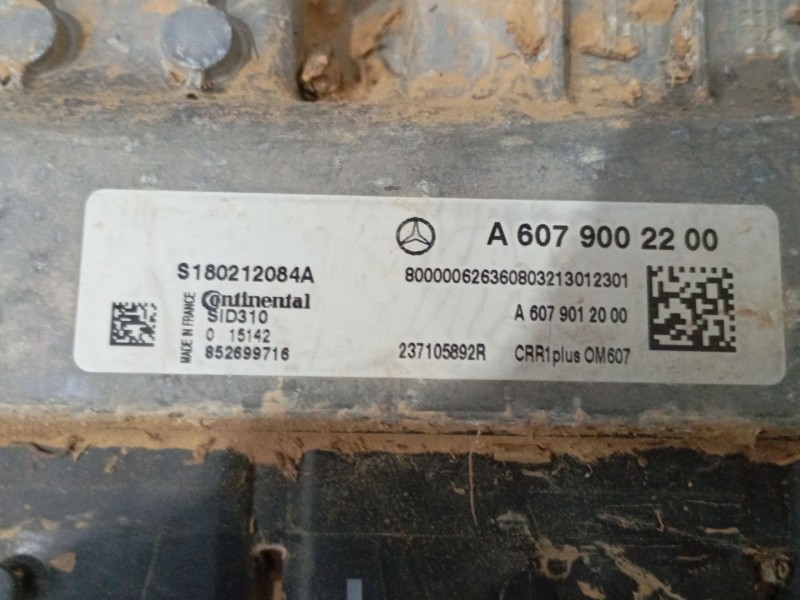 A 607 900 22 00
S180212084A
800000626360803213012301
Continental
SID310
A 607 901 20 00
0 15142
852699716
237105892R
CRR1plus OM607
MADE IN FRANCE